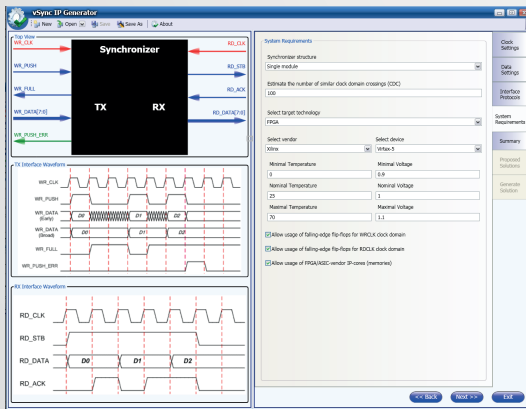 vSync IP Generator
New Open Save Save As About
Top View
WR_CLK
WR_PUSH
WR_FULL
WR_DATA[7:0]
WR_PUSH_ERR
Synchronizer
TX RX
RD_CLK
RD_STB
RD_ACK
RD_DATA[7:0]
TX Interface Waveform
WR_CLK
WR_PUSH
WR_DATA
(Early)
D0 D1 D2
WR_DATA
(Broad)
D0 D1 D2
WR_FULL
WR_PUSH_ERR
RX Interface Waveform
RD_CLK
RD_STB
RD_DATA
D0 D1 D2
RD_ACK
System Requirements
Synchronizer structure
Single module
Estimate the number of similar clock domain crossings (CDC)
100
Select target technology
FPGA
Select vendor Select device
Xilinx Virtex-5
Minimal Temperature Minimal Voltage
0 0.9
Nominal Temperature Nominal Voltage
25 1
Maximal Temperature Maximal Voltage
70 1.1
Allow usage of falling-edge flip-flops for WRCLK clock domain
Allow usage of falling-edge flip-flops for RDCLK clock domain
Allow usage of FPGA/ASIC-vendor IP-cores (memories)
<< Back Next >> Exit
Clock
Settings
Data
Settings
Interface
Protocols
System
Requirements
Summary
Proposed
Solutions
Generate
Solution